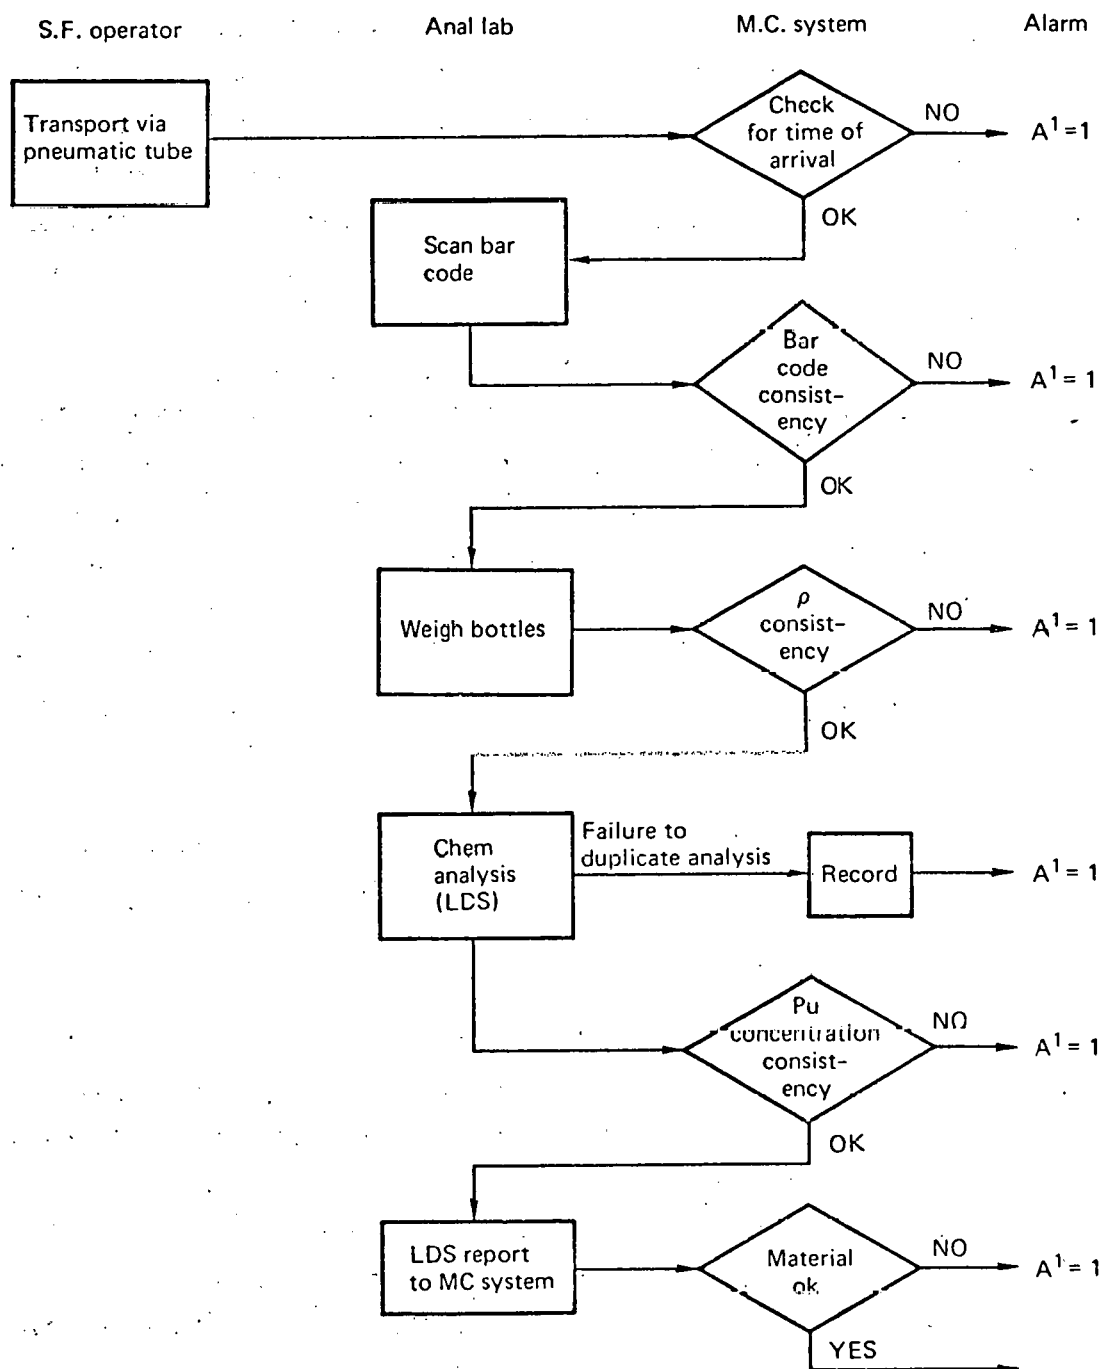 S.F. operator
Anal lab
M.C. system
Alarm
Transport via
pneumatic tube
Check
for time of
arrival
NO
A¹=1
OK
Scan bar
code
Bar
code
consist-
ency
NO
A¹= 1
OK
Weigh bottles
ρ
consist-
ency
NO
A¹= 1
OK
Chem
analysis
(LDS)
Failure to
duplicate analysis
Record
A¹= 1
Pu
concentration
consist-
ency
NO
A¹= 1
OK
LDS report
to MC system
Material
ok
NO
A¹= 1
YES